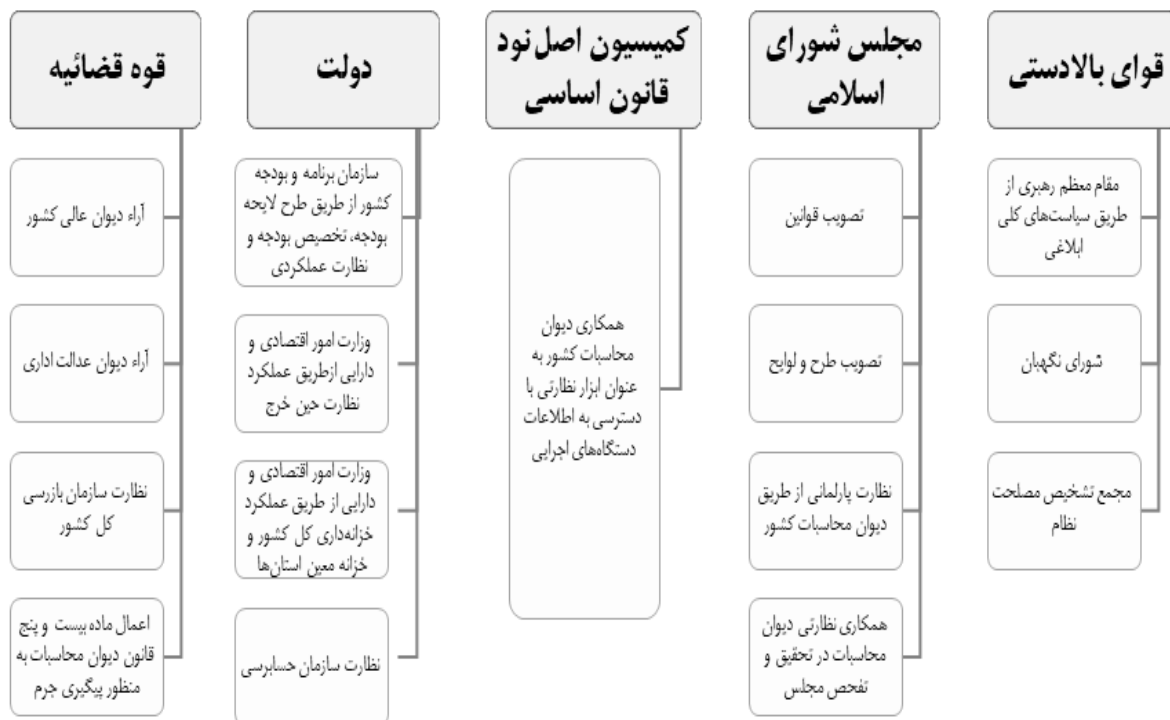 قوای بالادستی
مقام معظم رهبری از
طریق سیاست‌های کلی
ابلاغی
شورای نگهبان
مجمع تشخیص مصلحت
نظام
مجلس شورای
اسلامی
تصویب قوانین
تصویب طرح و لوایح
نظارت پارلمانی از طریق
دیوان محاسبات کشور
همکاری نظارتی دیوان
محاسبات در تحقیق و
تفحص مجلس
کمیسیون اصل نود
قانون اساسی
همکاری دیوان
محاسبات کشور به
عنوان ابزار نظارتی با
دسترسی به اطلاعات
دستگاه‌های اجرایی
دولت
سازمان برنامه و بودجه
کشور از طریق طرح لایحه
بودجه، تخصیص بودجه و
نظارت عملکردی
وزارت امور اقتصادی و
دارایی ازطریق عملکرد
نظارت حین خرج
وزارت امور اقتصادی و
دارایی از طریق عملکرد
خزانه‌داری کل کشور و
خزانه معین استان‌ها
نظارت سازمان حسابرسی
قوه قضائیه
آراء دیوان عالی کشور
آراء دیوان عدالت اداری
نظارت سازمان بازرسی
کل کشور
اعمال ماده بیست و پنج
قانون دیوان محاسبات به
منظور پیگیری جرم